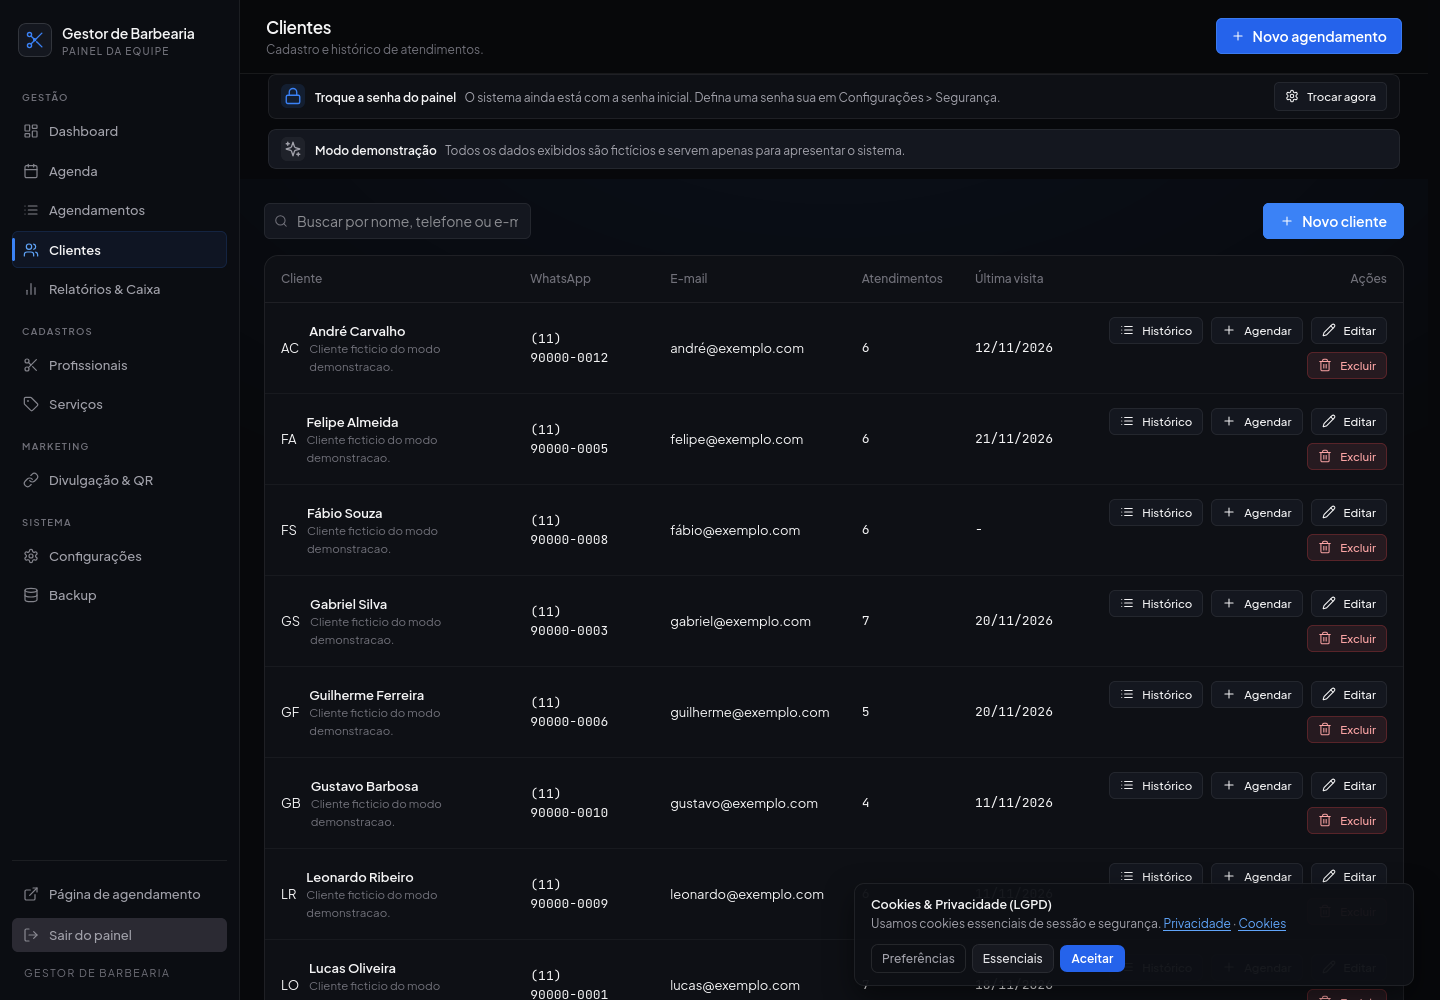 Gestor de Barbearia
PAINEL DA EQUIPE
GESTÃO
Dashboard
Agenda
Agendamentos
Clientes
Relatórios & Caixa
CADASTROS
Profissionais
Serviços
MARKETING
Divulgação & QR
SISTEMA
Configurações
Backup
Página de agendamento
Sair do painel
GESTOR DE BARBEARIA
Clientes
Cadastro e histórico de atendimentos.
Novo agendamento
Troque a senha do painel O sistema ainda está com a senha inicial. Defina uma senha sua em Configurações > Segurança.
Trocar agora
Modo demonstração Todos os dados exibidos são fictícios e servem apenas para apresentar o sistema.
Buscar por nome, telefone ou e-m
Novo cliente
Cliente WhatsApp E-mail Atendimentos Última visita Ações
AC
André Carvalho
Cliente ficticio do modo
demonstracao.
(11)
90000-0012
andré@exemplo.com
6
12/11/2026
Histórico Agendar Editar
Excluir
FA
Felipe Almeida
Cliente ficticio do modo
demonstracao.
(11)
90000-0005
felipe@exemplo.com
6
21/11/2026
Histórico Agendar Editar
Excluir
FS
Fábio Souza
Cliente ficticio do modo
demonstracao.
(11)
90000-0008
fábio@exemplo.com
6
-
Histórico Agendar Editar
Excluir
GS
Gabriel Silva
Cliente ficticio do modo
demonstracao.
(11)
90000-0003
gabriel@exemplo.com
7
20/11/2026
Histórico Agendar Editar
Excluir
GF
Guilherme Ferreira
Cliente ficticio do modo
demonstracao.
(11)
90000-0006
guilherme@exemplo.com
5
20/11/2026
Histórico Agendar Editar
Excluir
GB
Gustavo Barbosa
Cliente ficticio do modo
demonstracao.
(11)
90000-0010
gustavo@exemplo.com
4
11/11/2026
Histórico Agendar Editar
Excluir
LR
Leonardo Ribeiro
Cliente ficticio do modo
demonstracao.
(11)
90000-0009
leonardo@exemplo.com
Histórico Agendar Editar
LO
Lucas Oliveira
Cliente ficticio do modo
(11)
90000-0001
lucas@exemplo.com
Cookies & Privacidade (LGPD)
Usamos cookies essenciais de sessão e segurança. Privacidade · Cookies
Preferências Essenciais Aceitar